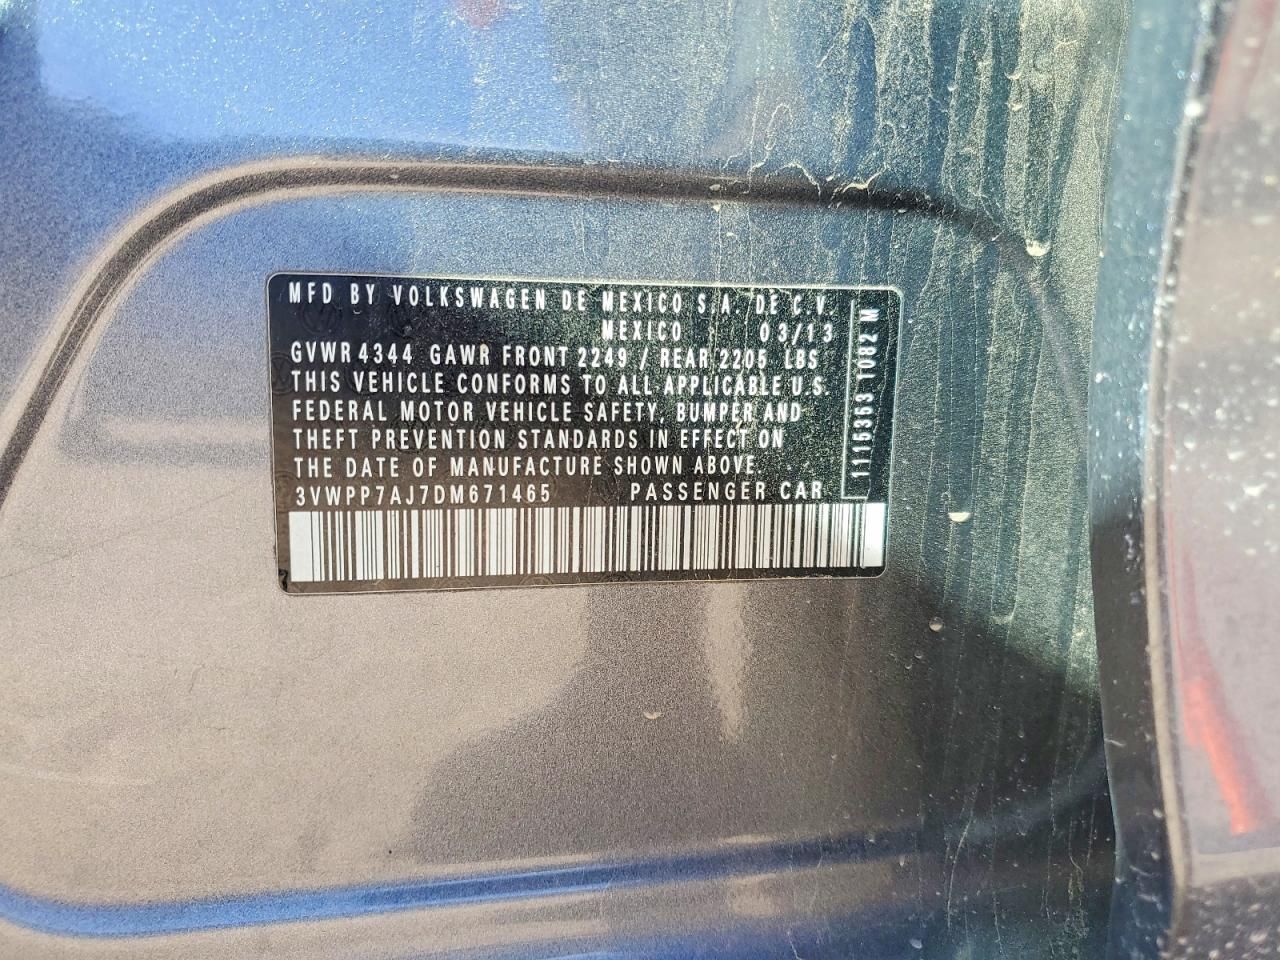 MFD BY VOLKSWAGEN DE MEXICO S.A. DE C.V.
MEXICO 03/13
GVWR 4344 GAWR FRONT 2249 / REAR 2205 LBS
THIS VEHICLE CONFORMS TO ALL APPLICABLE U.S.
FEDERAL MOTOR VEHICLE SAFETY, BUMPER AND
THEFT PREVENTION STANDARDS IN EFFECT ON
THE DATE OF MANUFACTURE SHOWN ABOVE.
3VWPP7AJ7DM671465 PASSENGER CAR
1115363 1082 M